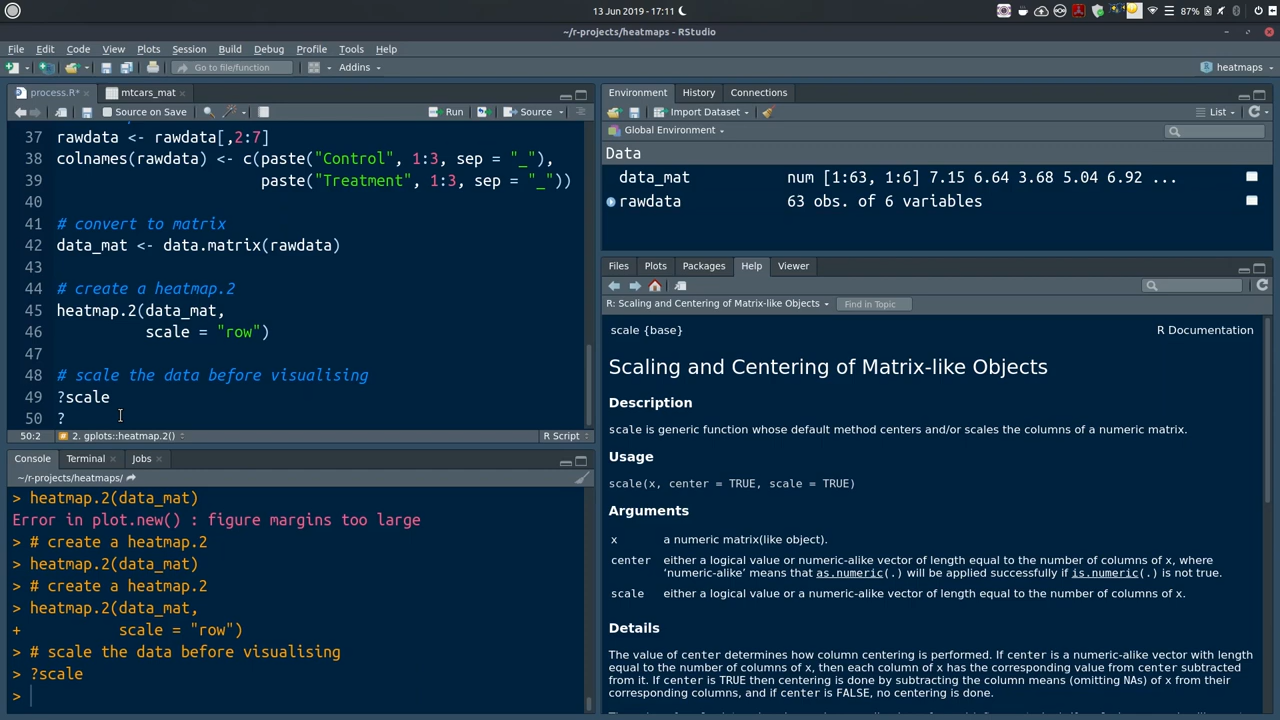 13 Jun 2019 - 17:11
87%
~/r-projects/heatmaps - RStudio
File Edit Code View Plots Session Build Debug Profile Tools Help
Go to file/function
Addins
heatmaps
process.R*
mtcars_mat
Source on Save
Run
Source
37 rawdata <- rawdata[,2:7]
38 colnames(rawdata) <- c(paste("Control", 1:3, sep = "_"),
39 paste("Treatment", 1:3, sep = "_"))
40
41 # convert to matrix
42 data_mat <- data.matrix(rawdata)
43
44 # create a heatmap.2
45 heatmap.2(data_mat,
46 scale = "row")
47
48 # scale the data before visualising
49 ?scale
50 ?
50:2 2. gplots::heatmap.2() R Script
Console Terminal Jobs
~/r-projects/heatmaps/
> heatmap.2(data_mat)
Error in plot.new() : figure margins too large
> # create a heatmap.2
> heatmap.2(data_mat)
> # create a heatmap.2
> heatmap.2(data_mat,
+ scale = "row")
> # scale the data before visualising
> ?scale
>
Environment History Connections
Import Dataset
List
Global Environment
Data
data_mat num [1:63, 1:6] 7.15 6.64 3.68 5.04 6.92 ...
rawdata 63 obs. of 6 variables
Files Plots Packages Help Viewer
R: Scaling and Centering of Matrix-like Objects Find in Topic
scale {base} R Documentation
Scaling and Centering of Matrix-like Objects
Description
scale is generic function whose default method centers and/or scales the columns of a numeric matrix.
Usage
scale(x, center = TRUE, scale = TRUE)
Arguments
x a numeric matrix(like object).
center either a logical value or numeric-alike vector of length equal to the number of columns of x, where
‘numeric-alike’ means that as.numeric(.) will be applied successfully if is.numeric(.) is not true.
scale either a logical value or a numeric-alike vector of length equal to the number of columns of x.
Details
The value of center determines how column centering is performed. If center is a numeric-alike vector with length
equal to the number of columns of x, then each column of x has the corresponding value from center subtracted
from it. If center is TRUE then centering is done by subtracting the column means (omitting NAs) of x from their
corresponding columns, and if center is FALSE, no centering is done.